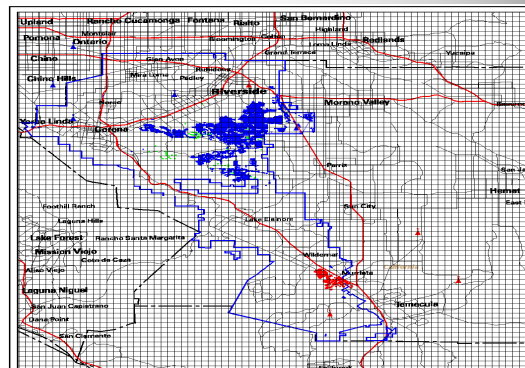 Upland
Rancho Cucamonga
Fontana
Rialto
San Bernardino
Highland
Pomona
Montclair
Ontario
Bloomington
Colton
Loma Linda
Redlands
Grand Terrace
Yucaipa
Chino
Glen Avon
Rubidoux
Chino Hills
Mira Loma
Pedley
Riverside
Norco
Moreno Valley
Yorba Linda
Corona
Perris
San Ja
Hemet
Foothill Ranch
Sun City
East
Laguna Hills
Lake Elsinore
Lake Forest
Rancho Santa Margarita
Mission Viejo
Wildomar
Coto de Caza
California
Aliso Viejo
Murrieta
Laguna Niguel
San Juan Capistrano
Temecula
Dana Point
San Clemente